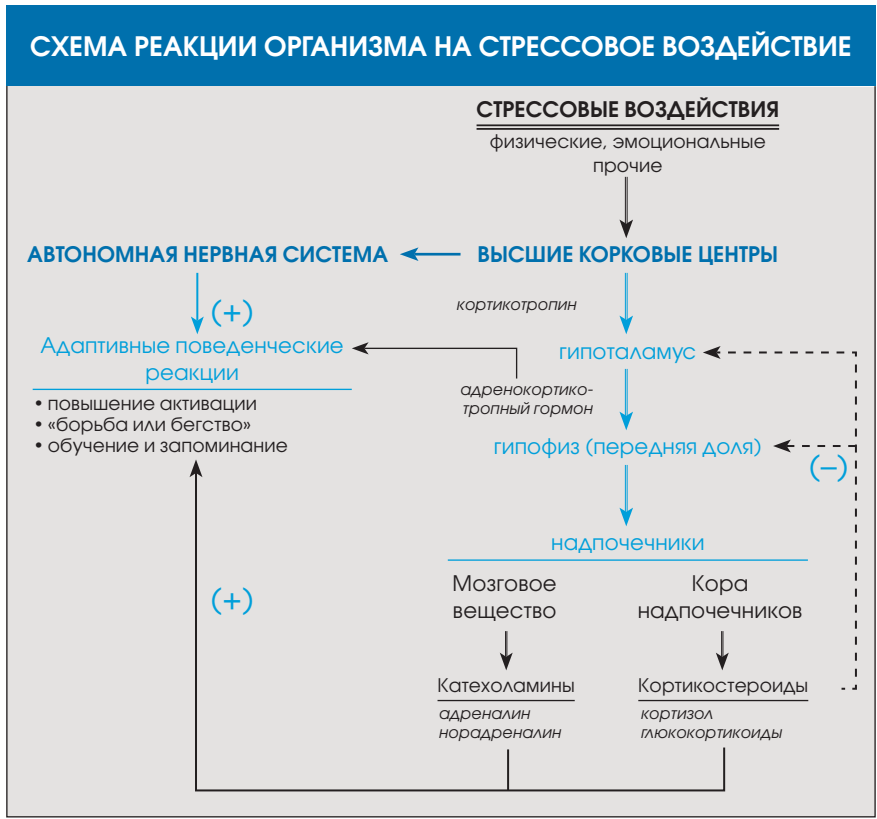 СХЕМА РЕАКЦИИ ОРГАНИЗМА НА СТРЕССОВОЕ ВОЗДЕЙСТВИЕ
СТРЕССОВЫЕ ВОЗДЕЙСТВИЯ
физические, эмоциональные
прочие
АВТОНОМНАЯ НЕРВНАЯ СИСТЕМА
ВЫСШИЕ КОРКОВЫЕ ЦЕНТРЫ
(+)
кортикотропин
Адаптивные поведенческие
реакции
гипоталамус
• повышение активации
• «борьба или бегство»
• обучение и запоминание
адренокортико-
тропный гормон
гипофиз (передняя доля)
(–)
надпочечники
(+)
Мозговое
вещество
Кора
надпочечников
Катехоламины
адреналин
норадреналин
Кортикостероиды
кортизол
глюкокортикоиды